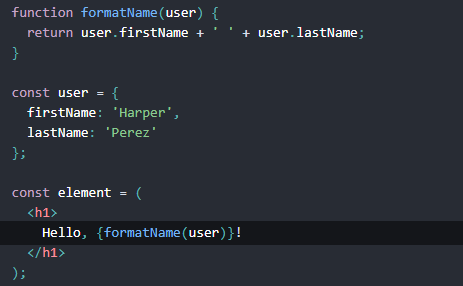 function formatName(user) {
  return user.firstName + ' ' + user.lastName;
}

const user = {
  firstName: 'Harper',
  lastName: 'Perez'
};

const element = (
  <h1>
    Hello, {formatName(user)}!
  </h1>
);